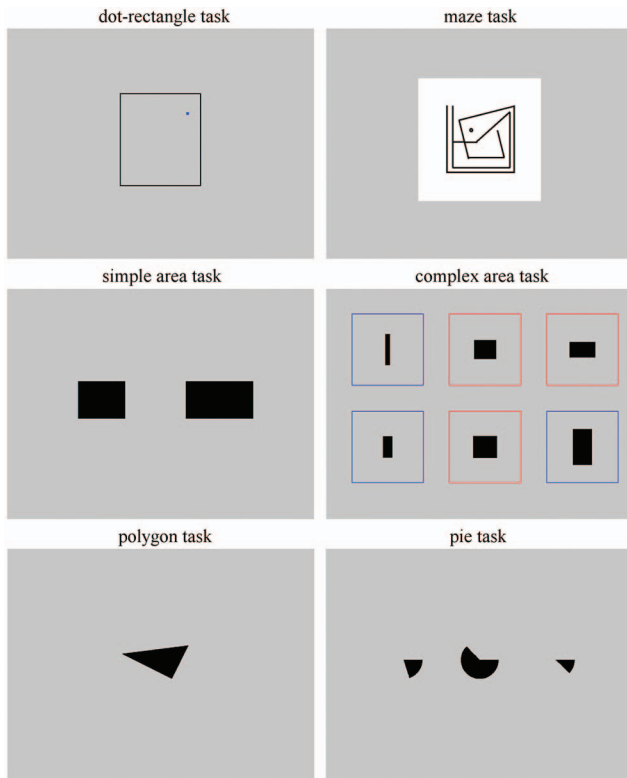 dot-rectangle task
maze task
simple area task
complex area task
polygon task
pie task